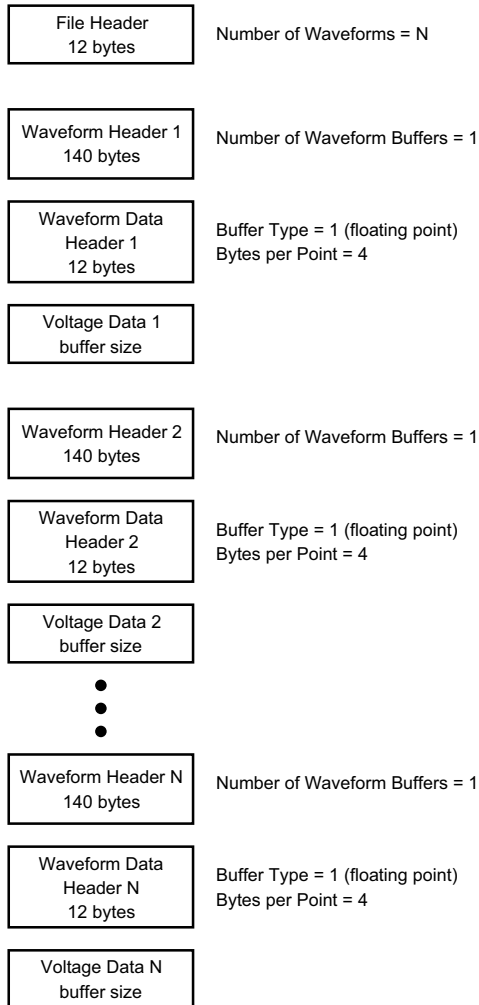 File Header
12 bytes
Number of Waveforms = N
Waveform Header 1
140 bytes
Number of Waveform Buffers = 1
Waveform Data
Header 1
12 bytes
Buffer Type = 1 (floating point)
Bytes per Point = 4
Voltage Data 1
buffer size
Waveform Header 2
140 bytes
Number of Waveform Buffers = 1
Waveform Data
Header 2
12 bytes
Buffer Type = 1 (floating point)
Bytes per Point = 4
Voltage Data 2
buffer size
Waveform Header N
140 bytes
Number of Waveform Buffers = 1
Waveform Data
Header N
12 bytes
Buffer Type = 1 (floating point)
Bytes per Point = 4
Voltage Data N
buffer size